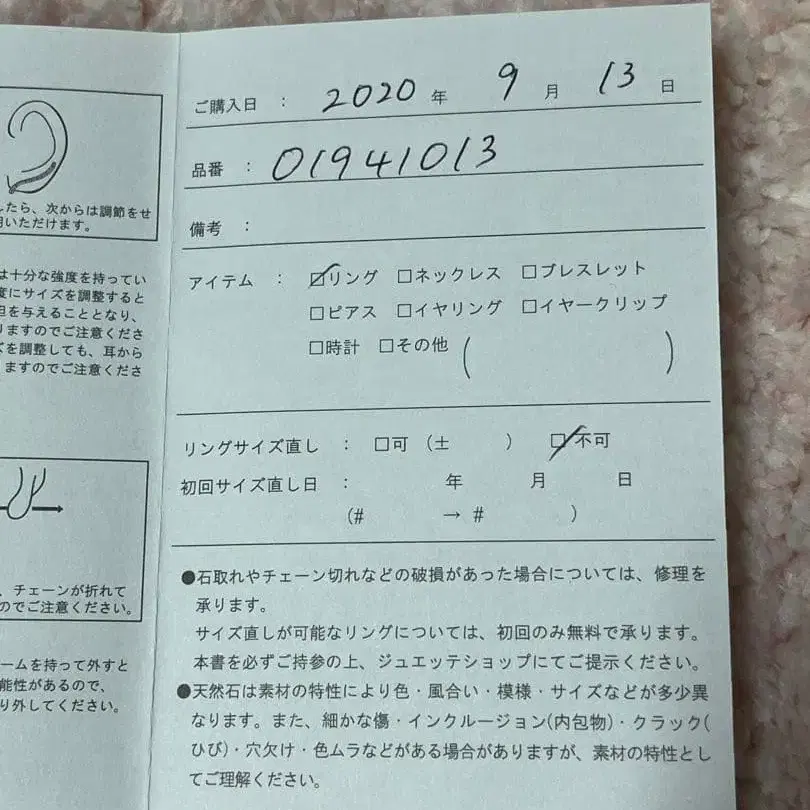 したら、次からは調節をせ
用いただけます。
は十分な強度を持ってい
度にサイズを調整すると
担を与えることとなり、
りますのでご注意くださ
ズを調整しても、耳から
ますのでご注意くださ
、チェーンが折れて
のでご注意ください。
ームを持って外すと
能性があるので、
り外してください。
ご購入日 : 2020 年 9 月 13 日
品番 : 01941013
備考 :
アイテム : ☑リング □ネックレス □ブレスレット
□ピアス □イヤリング □イヤークリップ
□時計 □その他 ( )
リングサイズ直し : □可 (± ) ☑不可
初回サイズ直し日 : 年 月 日
(# → # )
●石取れやチェーン切れなどの破損があった場合については、修理を
承ります。
サイズ直しが可能なリングについては、初回のみ無料で承ります。
本書を必ずご持参の上、ジュエッテショップにてご提示ください。
●天然石は素材の特性により色・風合い・模様・サイズなどが多少異
なります。また、細かな傷・インクルージョン(内包物)・クラック(
ひび)・穴欠け・色ムラなどがある場合がありますが、素材の特性とし
てご理解ください。